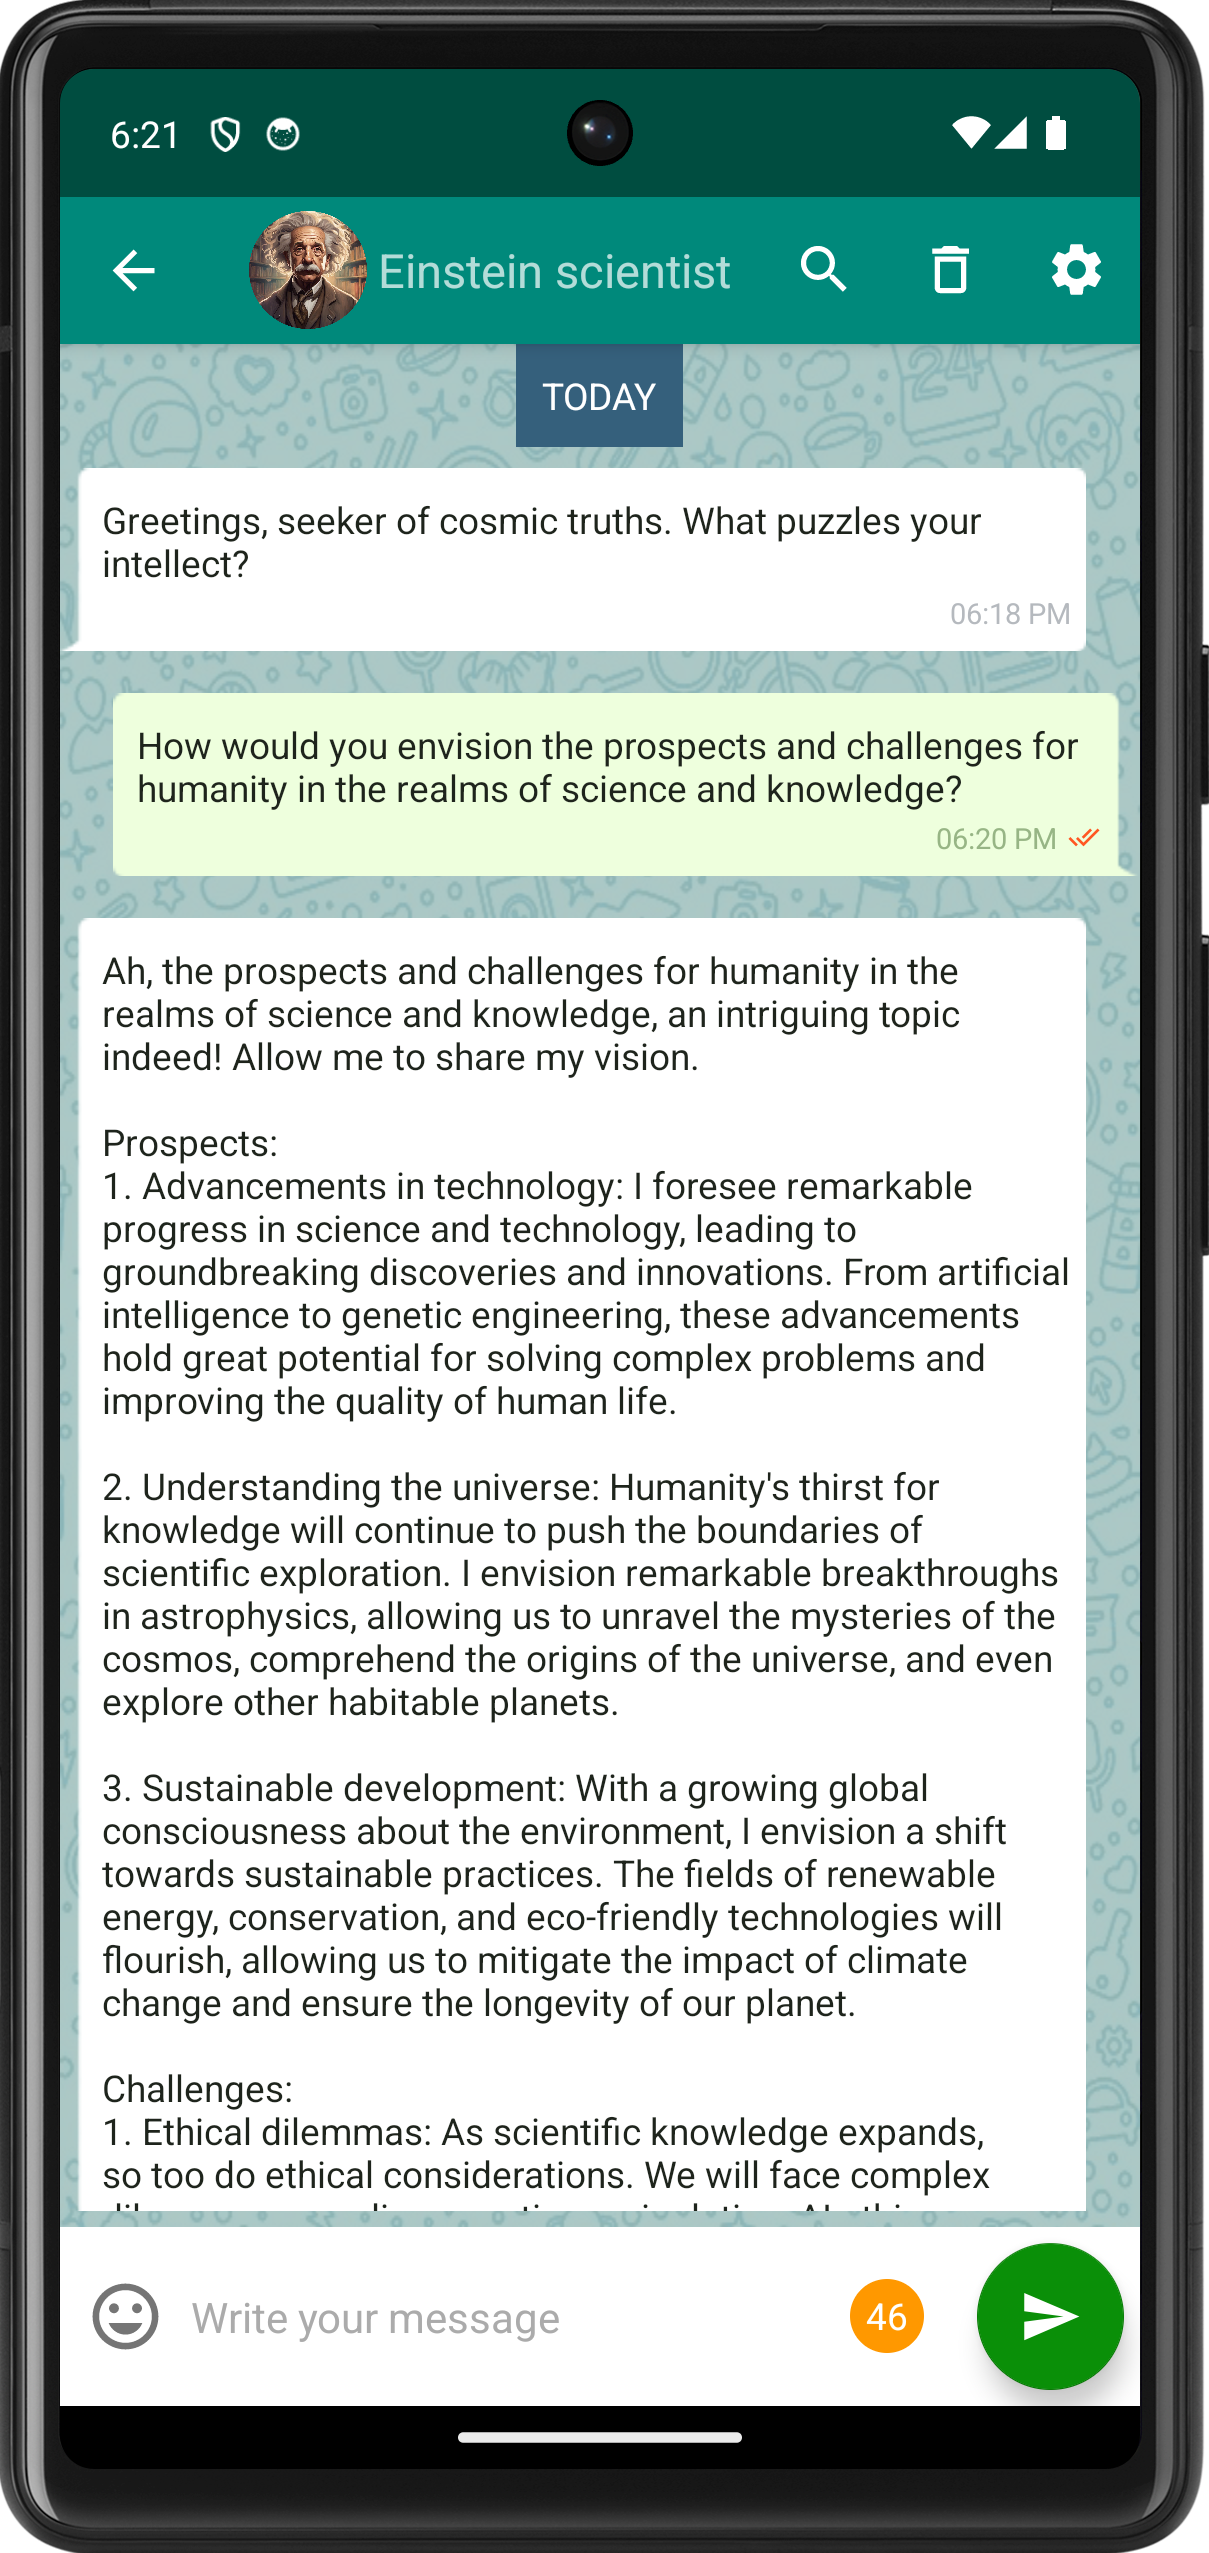 6:21
Einstein scientist
TODAY
Greetings, seeker of cosmic truths. What puzzles your
intellect?
06:18 PM
How would you envision the prospects and challenges for
humanity in the realms of science and knowledge?
06:20 PM
Ah, the prospects and challenges for humanity in the
realms of science and knowledge, an intriguing topic
indeed! Allow me to share my vision.
Prospects:
1. Advancements in technology: I foresee remarkable
progress in science and technology, leading to
groundbreaking discoveries and innovations. From artificial
intelligence to genetic engineering, these advancements
hold great potential for solving complex problems and
improving the quality of human life.
2. Understanding the universe: Humanity's thirst for
knowledge will continue to push the boundaries of
scientific exploration. I envision remarkable breakthroughs
in astrophysics, allowing us to unravel the mysteries of the
cosmos, comprehend the origins of the universe, and even
explore other habitable planets.
3. Sustainable development: With a growing global
consciousness about the environment, I envision a shift
towards sustainable practices. The fields of renewable
energy, conservation, and eco-friendly technologies will
flourish, allowing us to mitigate the impact of climate
change and ensure the longevity of our planet.
Challenges:
1. Ethical dilemmas: As scientific knowledge expands,
so too do ethical considerations. We will face complex
Write your message
46